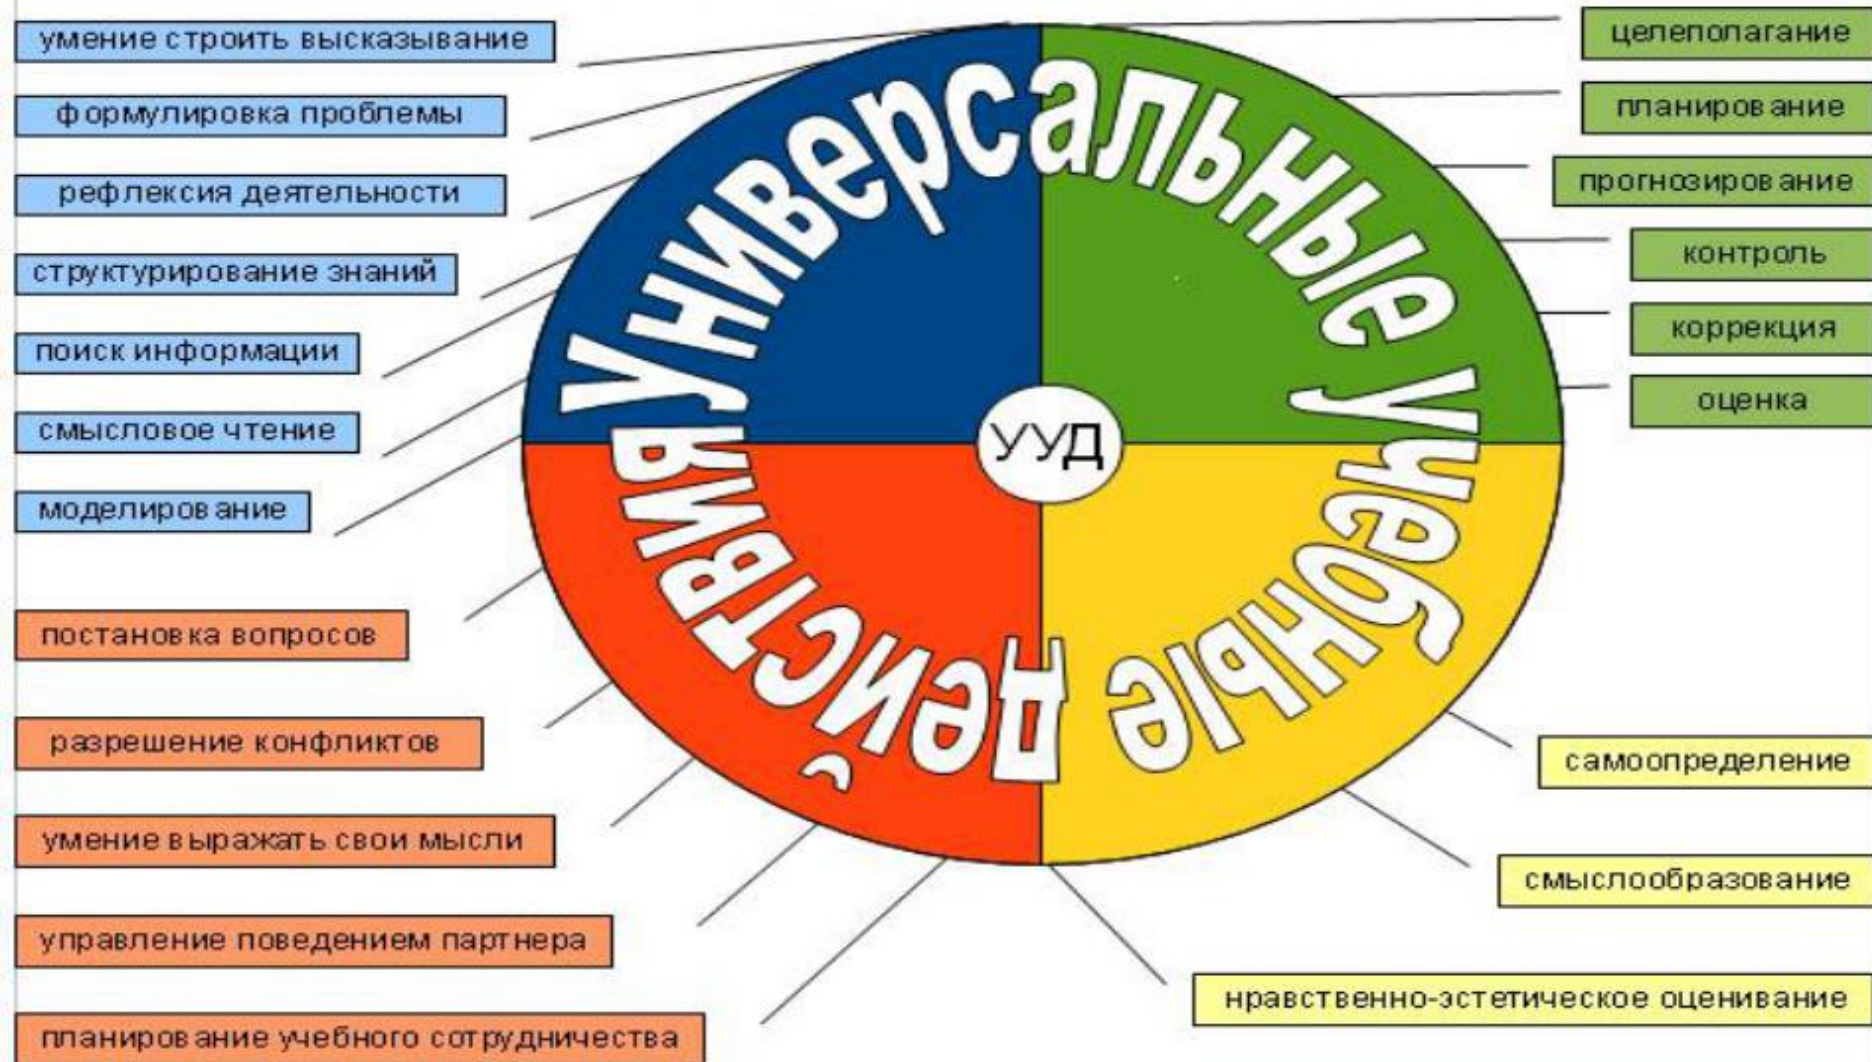 умение строить высказывание
формулировка проблемы
рефлексия деятельности
структурирование знаний
поиск информации
смысловое чтение
моделирование
постановка вопросов
разрешение конфликтов
умение выражать свои мысли
управление поведением партнера
планирование учебного сотрудничества
Универсальные учебные действия
УУД
целеполагание
планирование
прогнозирование
контроль
коррекция
оценка
самоопределение
смыслообразование
нравственно-эстетическое оценивание